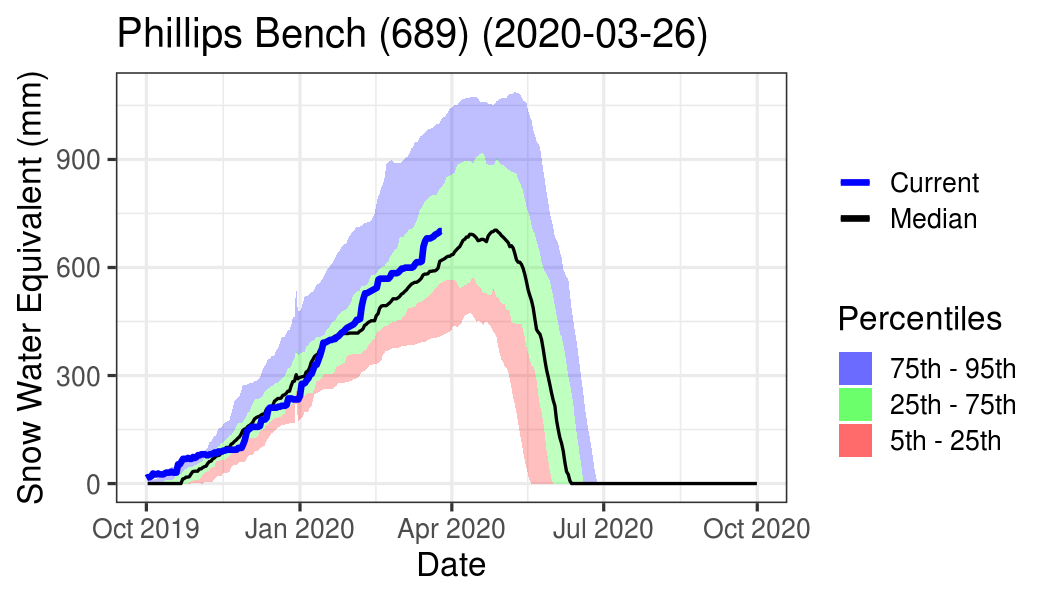 Phillips Bench (689) (2020-03-26)
Snow Water Equivalent (mm)
900
600
300
0
Oct 2019 Jan 2020 Apr 2020 Jul 2020 Oct 2020
Date
Current
Median
Percentiles
75th - 95th
25th - 75th
5th - 25th